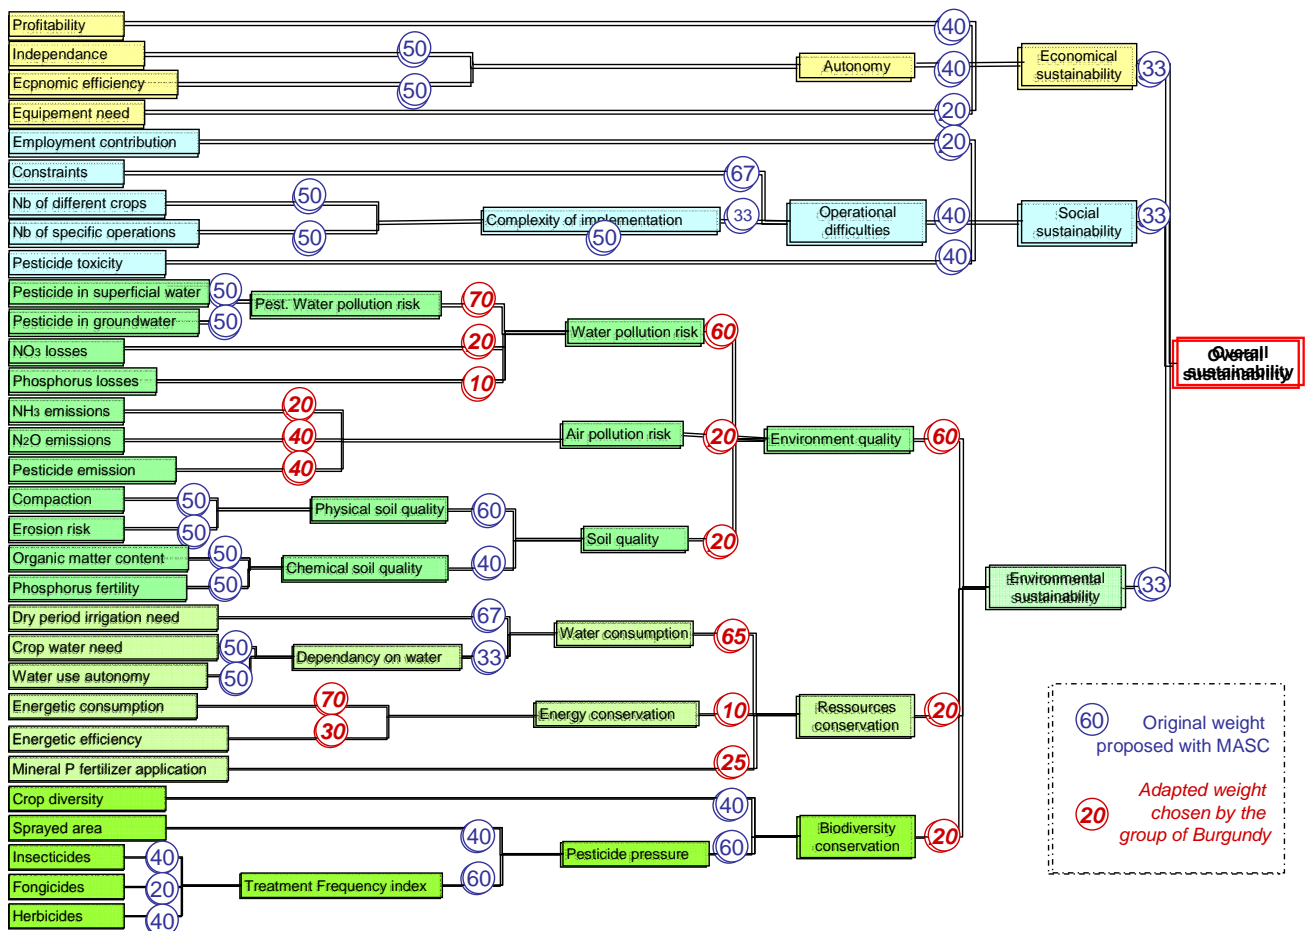 Profitability
40
Independance
50
Economical
sustainability
33
Autonomy
40
Ecpnomic efficiency
50
Equipement need
20
Employment contribution
20
Constraints
67
Nb of different crops
50
Complexity of implementation
33
50
Operational
difficulties
40
Social
sustainability
33
Nb of specific operations
50
Pesticide toxicity
40
Pesticide in superficial water
50
Pest. Water pollution risk
70
Pesticide in groundwater
50
Water pollution risk
60
NO3 losses
20
Overall
sustainability
Phosphorus losses
10
NH3 emissions
20
N2O emissions
40
Air pollution risk
20
Environment quality
60
Pesticide emission
40
Compaction
50
Physical soil quality
60
Erosion risk
50
Soil quality
20
Organic matter content
50
Chemical soil quality
40
Phosphorus fertility
50
Environmental
sustainability
33
Dry period irrigation need
67
Water consumption
65
Crop water need
50
Dependancy on water
33
Water use autonomy
50
Energetic consumption
70
Energy conservation
10
Ressources
conservation
20
Energetic efficiency
30
Mineral P fertilizer application
25
Crop diversity
40
Sprayed area
40
Biodiversity
conservation
20
Insecticides
40
Pesticide pressure
60
Fongicides
20
Treatment Frequency index
60
Herbicides
40
60
Original weight
proposed with MASC
20
Adapted weight
chosen by the
group of Burgundy